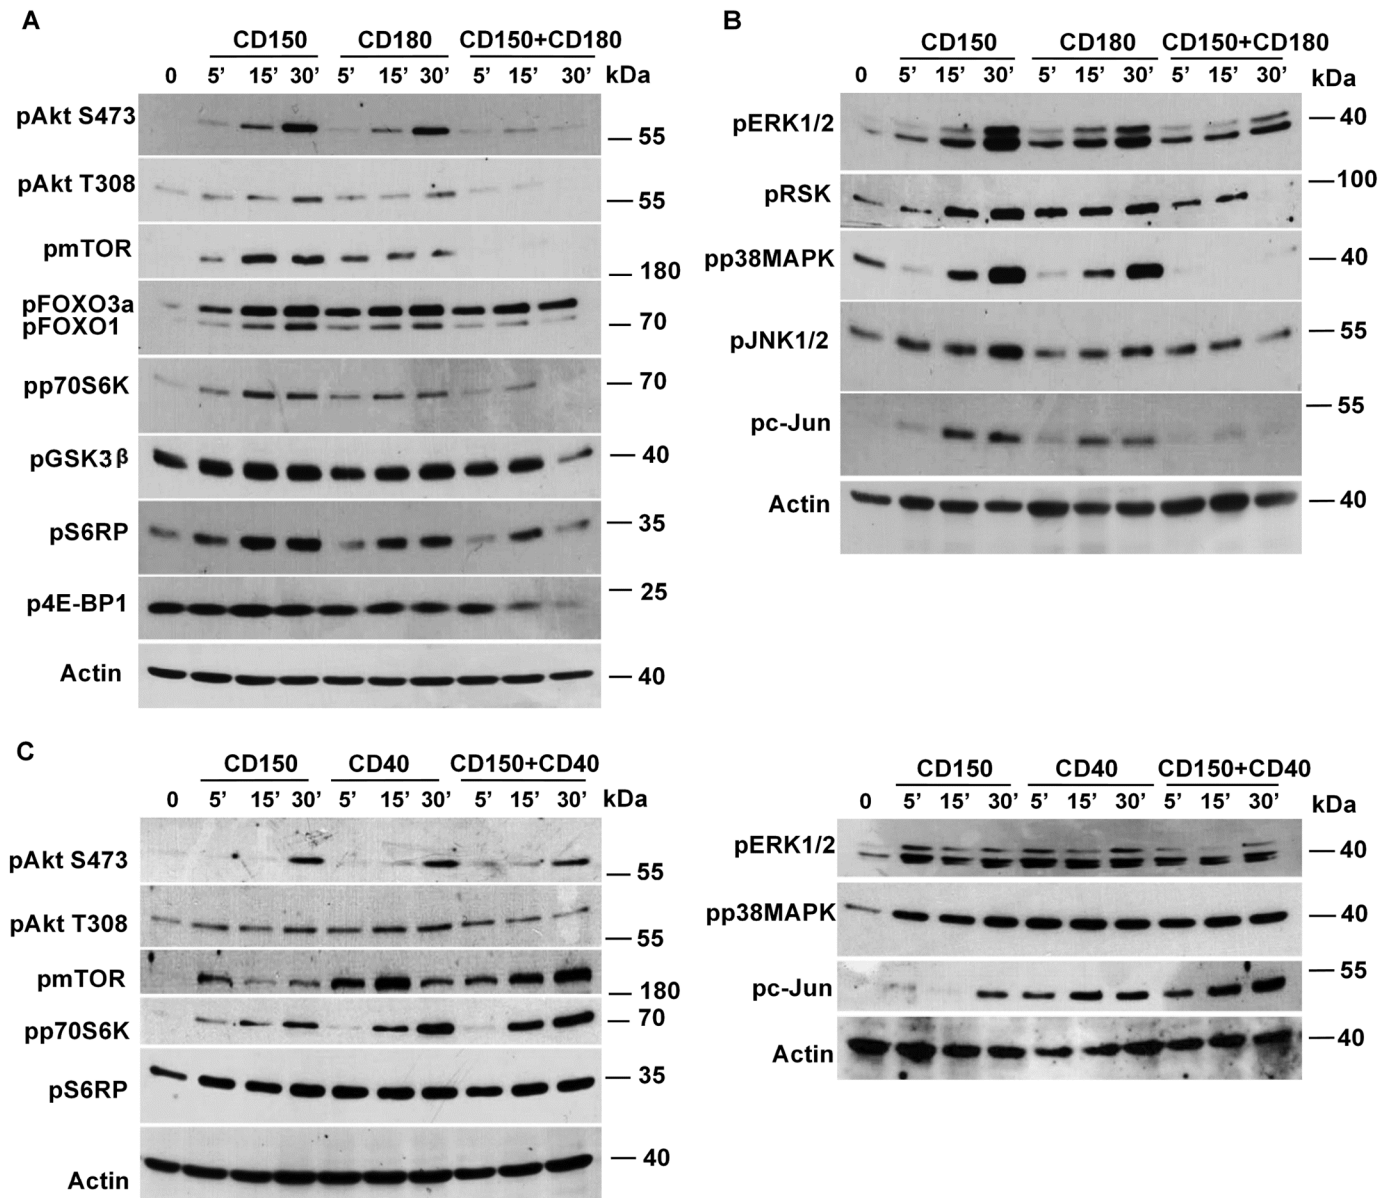 A
CD150 CD180 CD150+CD180
0 5’ 15’ 30’ 5’ 15’ 30’ 5’ 15’ 30’ kDa
pAkt S473 55
pAkt T308 55
pmTOR 180
pFOXO3a
pFOXO1 70
pp70S6K 70
pGSK3β 40
pS6RP 35
p4E-BP1 25
Actin 40
B
CD150 CD180 CD150+CD180
0 5’ 15’ 30’ 5’ 15’ 30’ 5’ 15’ 30’ kDa
pERK1/2 40
pRSK 100
pp38MAPK 40
pJNK1/2 55
pc-Jun 55
Actin 40
C
CD150 CD40 CD150+CD40
0 5’ 15’ 30’ 5’ 15’ 30’ 5’ 15’ 30’ kDa
pAkt S473 55
pAkt T308 55
pmTOR 180
pp70S6K 70
pS6RP 35
Actin 40
CD150 CD40 CD150+CD40
0 5’ 15’ 30’ 5’ 15’ 30’ 5’ 15’ 30’ kDa
pERK1/2 40
pp38MAPK 40
pc-Jun 55
Actin 40